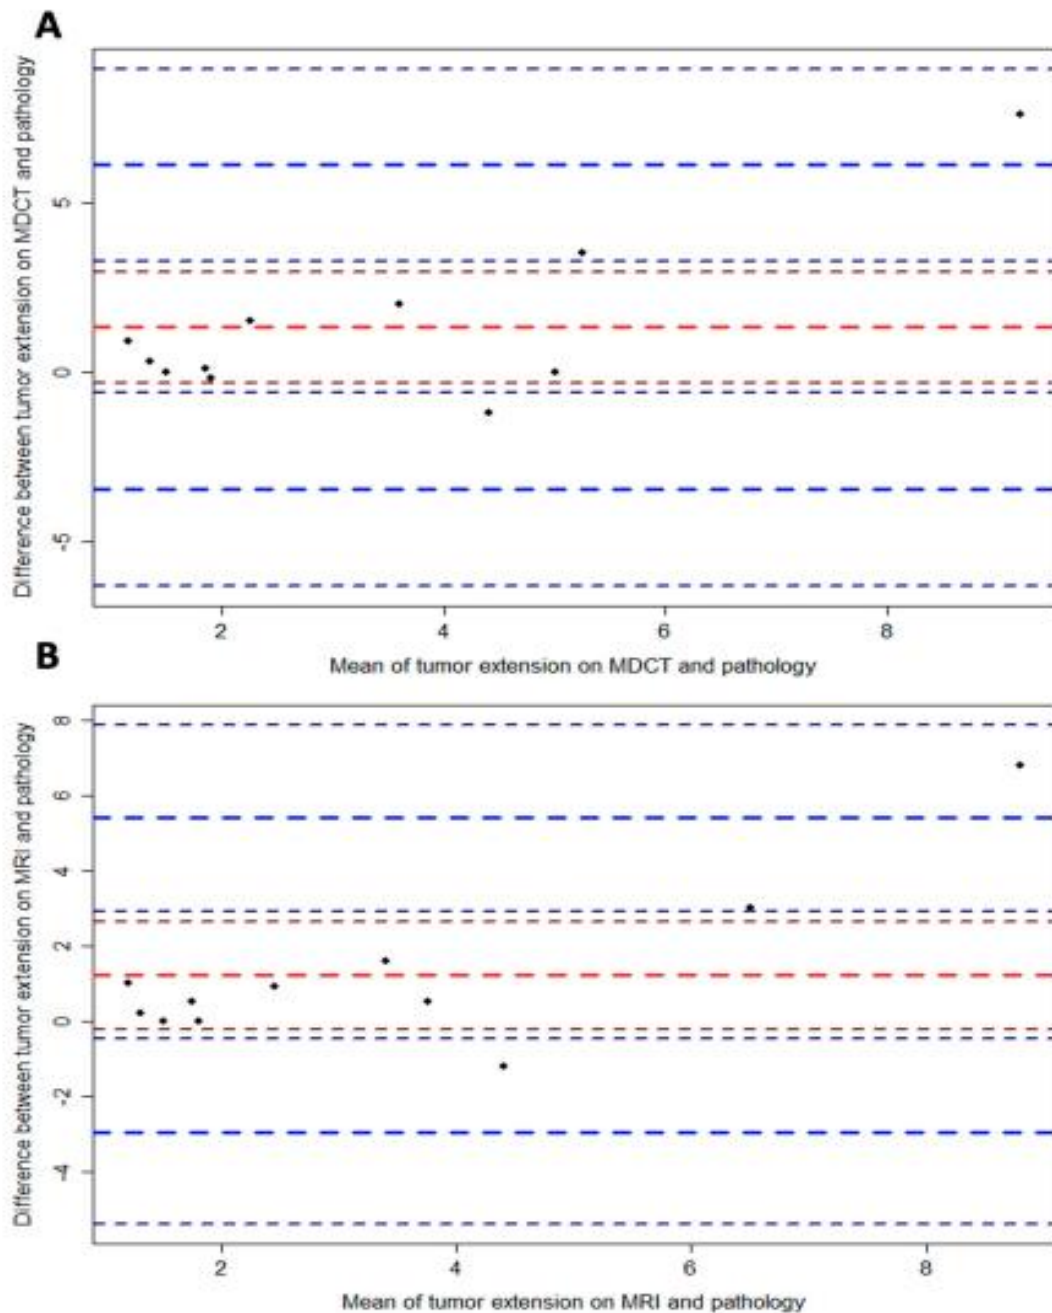 A
Difference between tumor extension on MDCT and pathology
5
0
-5
2 4 6 8
Mean of tumor extension on MDCT and pathology
B
Difference between tumor extension on MRI and pathology
8
6
4
2
0
-2
-4
2 4 6 8
Mean of tumor extension on MRI and pathology